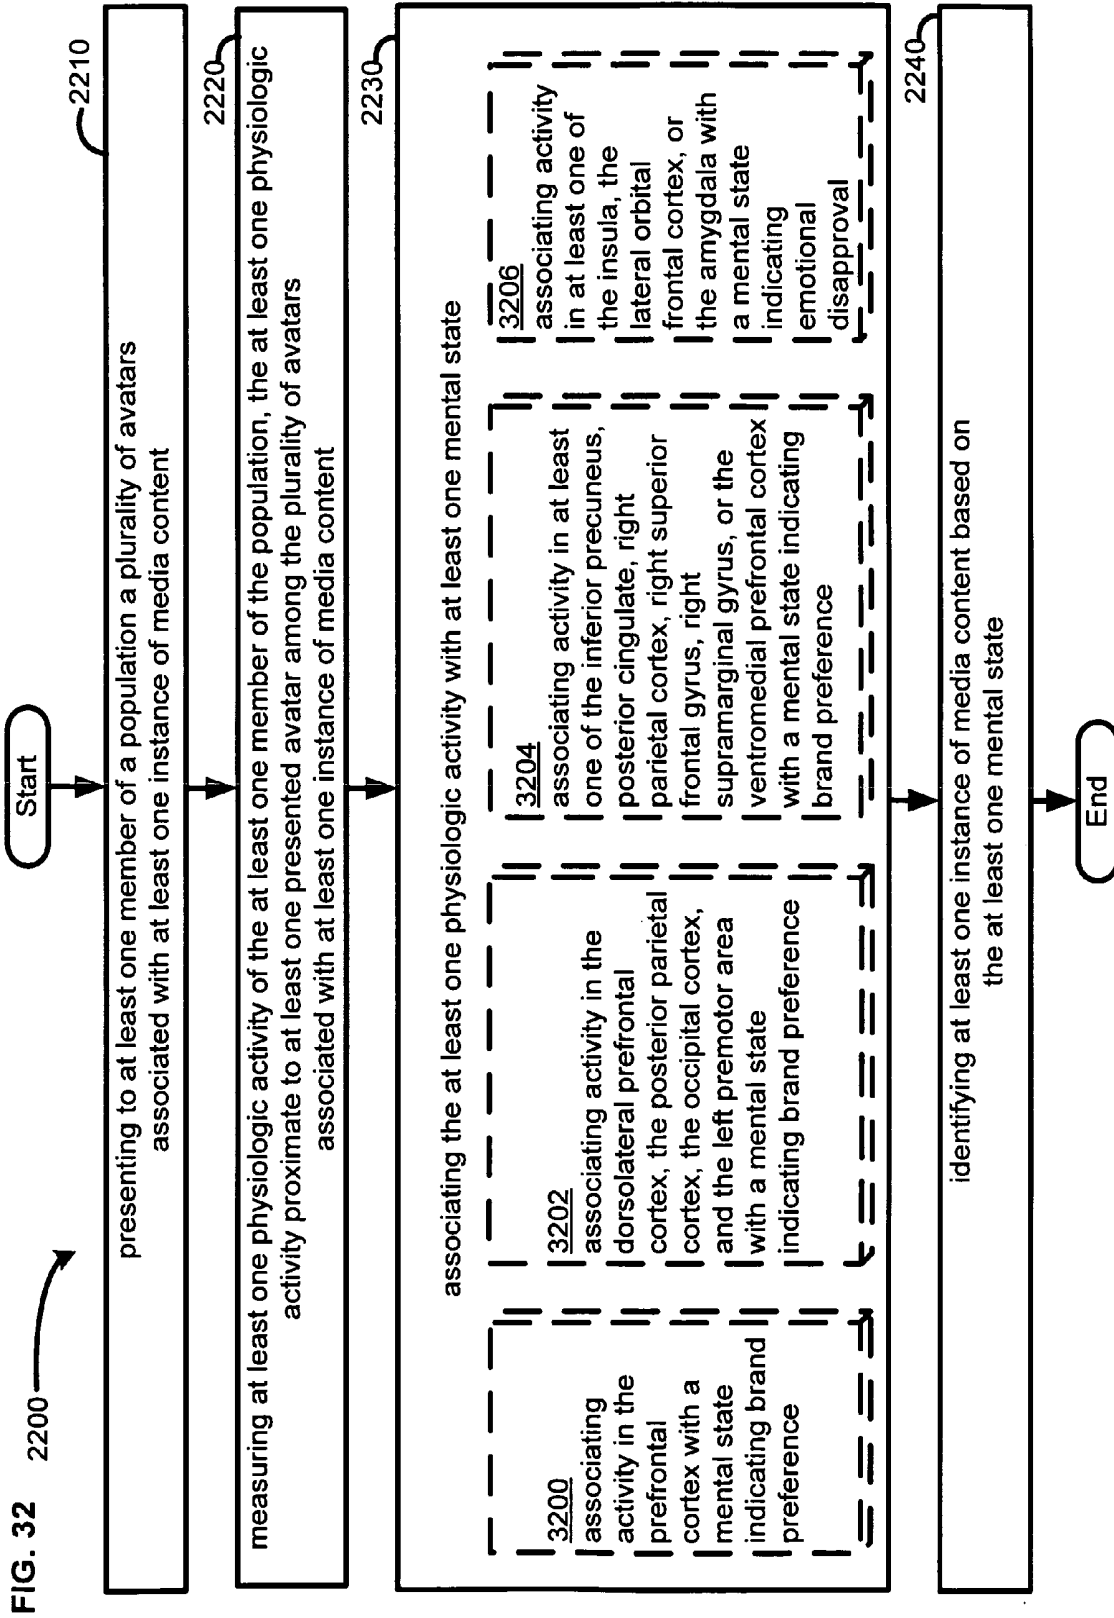 FIG. 32
2200
Start
2210
presenting to at least one member of a population a plurality of avatars
associated with at least one instance of media content
2220
measuring at least one physiologic activity of the at least one member of the population, the at least one physiologic
activity proximate to at least one presented avatar among the plurality of avatars
associated with at least one instance of media content
2230
associating the at least one physiologic activity with at least one mental state
3200
associating
activity in the
prefrontal
cortex with a
mental state
indicating brand
preference
3202
associating activity in the
dorsolateral prefrontal
cortex, the posterior parietal
cortex, the occipital cortex,
and the left premotor area
with a mental state
indicating brand preference
3204
associating activity in at least
one of the inferior precuneus,
posterior cingulate, right
parietal cortex, right superior
frontal gyrus, right
supramarginal gyrus, or the
ventromedial prefrontal cortex
with a mental state indicating
brand preference
3206
associating activity
in at least one of
the insula, the
lateral orbital
frontal cortex, or
the amygdala with
a mental state
indicating
emotional
disapproval
2240
identifying at least one instance of media content based on
the at least one mental state
End